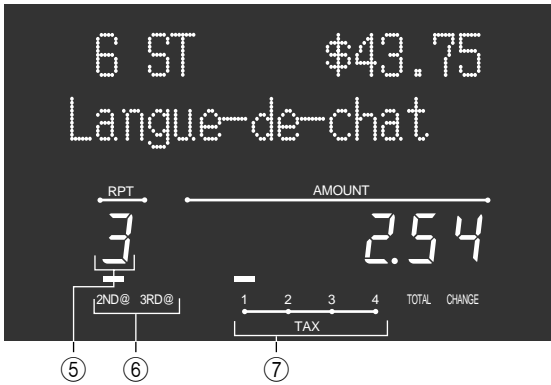 6 ST $43.75
Langue-de-chat
RPT AMOUNT
3 2.54
2ND@ 3RD@ 1 2 3 4 TOTAL CHANGE
TAX
⑤ ⑥ ⑦